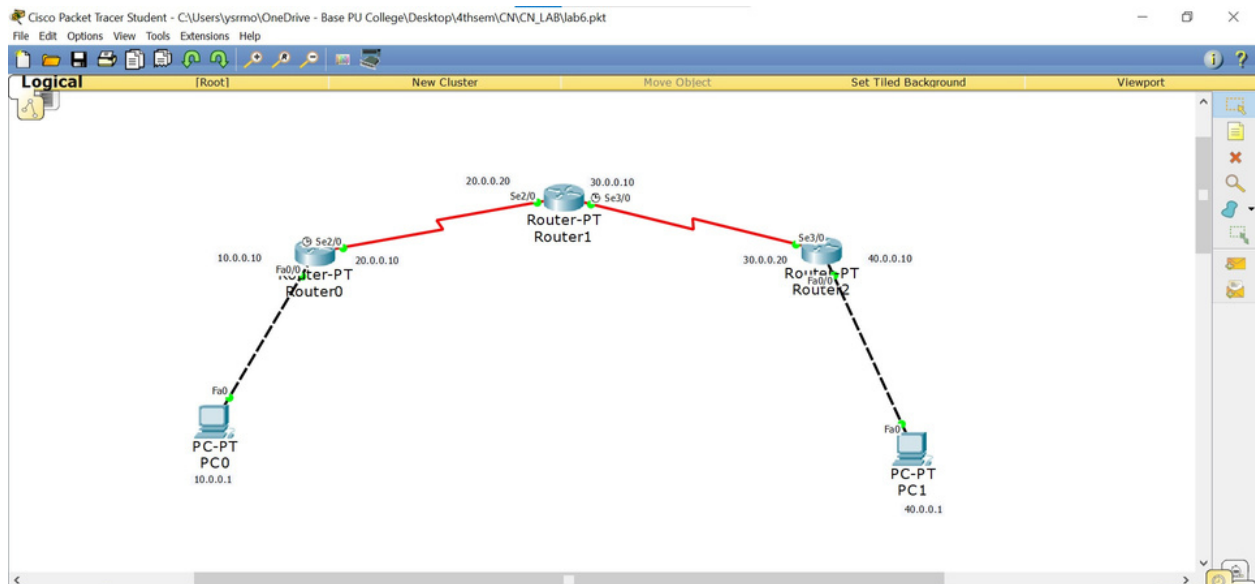 Cisco Packet Tracer Student - C:\Users\ysrmo\OneDrive - Base PU College\Desktop\4thsem\CN\CN_LAB\lab6.pkt
File Edit Options View Tools Extensions Help
Logical [Root] New Cluster Move Object Set Tiled Background Viewport
20.0.0.20 30.0.0.10
Se2/0 Se3/0
Router-PT
Router1
Se2/0
10.0.0.10 20.0.0.10
Fa0/0
Router-PT
Router0
Se3/0
30.0.0.20 40.0.0.10
Router-PT
Fa0/0
Router2
Fa0
PC-PT
PC0
10.0.0.1
Fa0
PC-PT
PC1
40.0.0.1